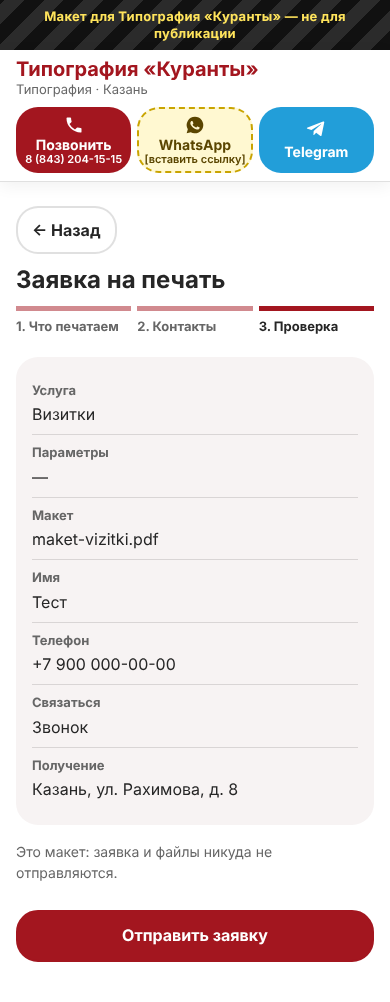 Макет для Типография «Куранты» — не для
публикации
Типография «Куранты»
Типография · Казань
Позвонить
8 (843) 204-15-15
WhatsApp
[вставить ссылку]
Telegram
← Назад
Заявка на печать
1. Что печатаем
2. Контакты
3. Проверка
Услуга
Визитки
Параметры
—
Макет
maket-vizitki.pdf
Имя
Тест
Телефон
+7 900 000-00-00
Связаться
Звонок
Получение
Казань, ул. Рахимова, д. 8
Это макет: заявка и файлы никуда не
отправляются.
Отправить заявку